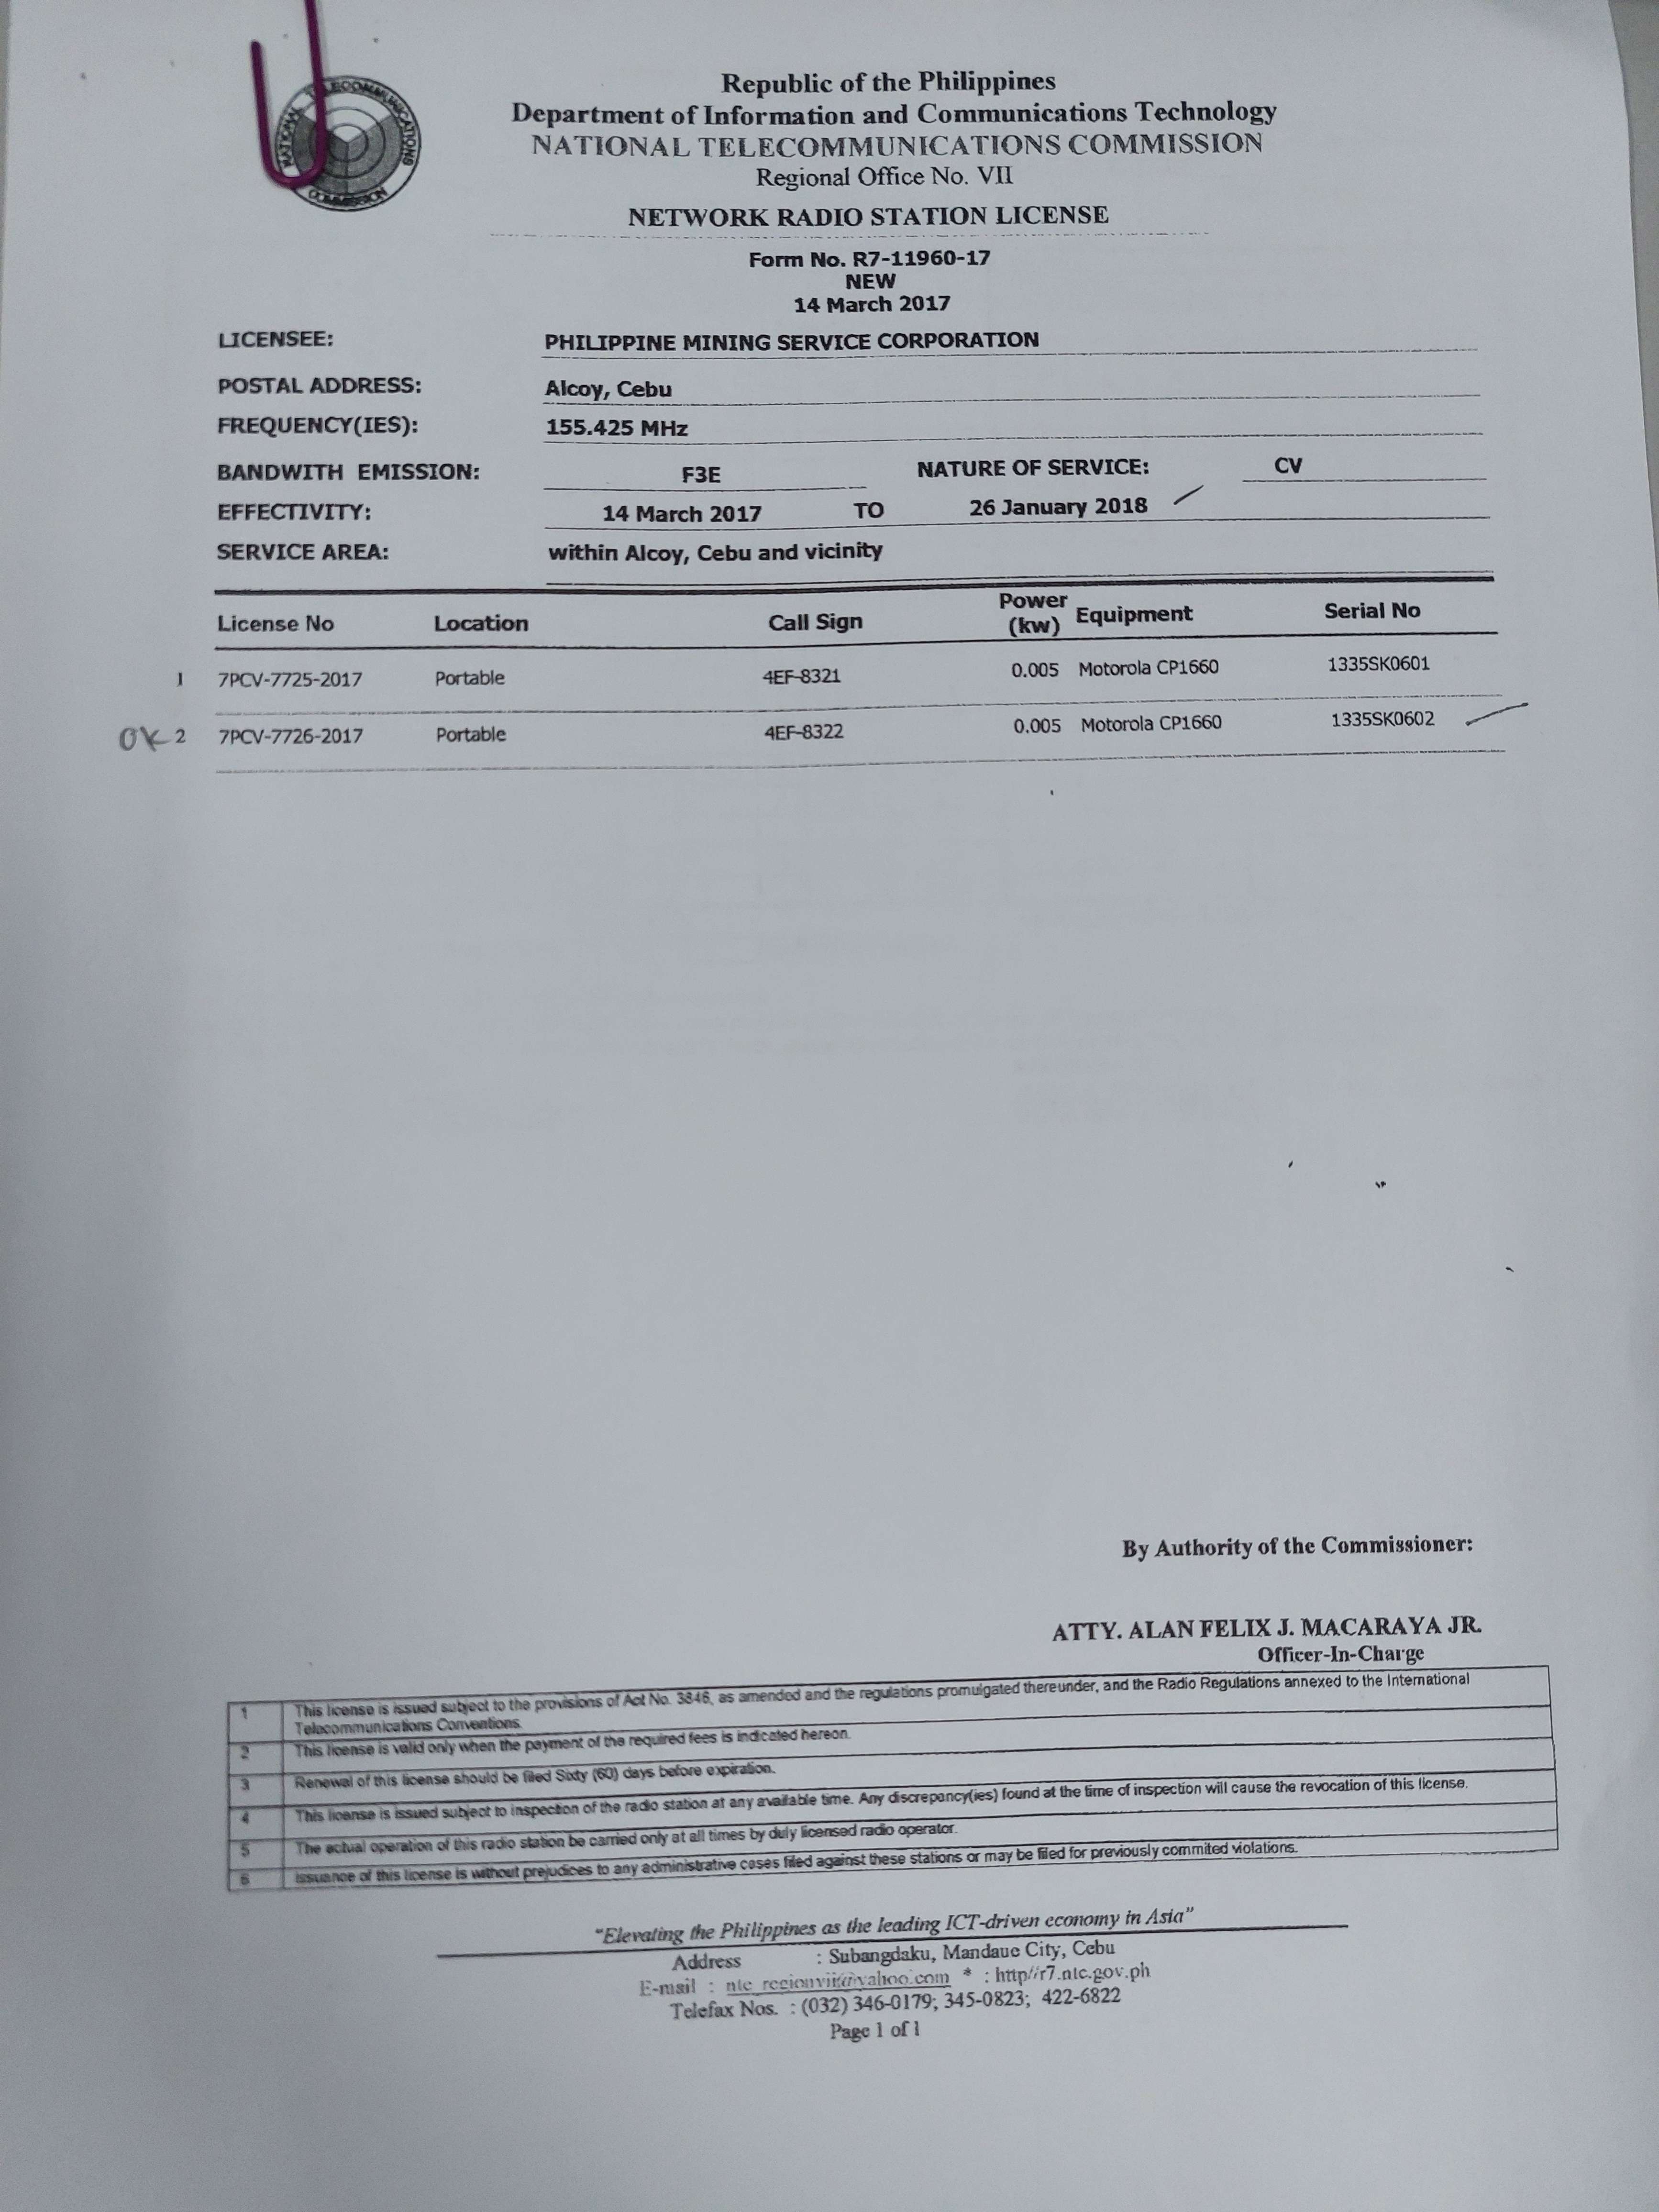 NATIONAL TELECOMMUNICATIONS COMMISSION
Republic of the Philippines
Department of Information and Communications Technology
NATIONAL TELECOMMUNICATIONS COMMISSION
Regional Office No. VII
NETWORK RADIO STATION LICENSE
Form No. R7-11960-17
NEW
14 March 2017
LICENSEE: PHILIPPINE MINING SERVICE CORPORATION
POSTAL ADDRESS: Alcoy, Cebu
FREQUENCY(IES): 155.425 MHz
BANDWITH EMISSION: F3E NATURE OF SERVICE: CV
EFFECTIVITY: 14 March 2017 TO 26 January 2018
SERVICE AREA: within Alcoy, Cebu and vicinity
License No Location Call Sign Power (kw) Equipment Serial No
1 7PCV-7725-2017 Portable 4EF-8321 0.005 Motorola CP1660 1335SK0601
OK 2 7PCV-7726-2017 Portable 4EF-8322 0.005 Motorola CP1660 1335SK0602
By Authority of the Commissioner:
ATTY. ALAN FELIX J. MACARAYA JR.
Officer-In-Charge
1 This license is issued subject to the provisions of Act No. 3846, as amended and the regulations promulgated thereunder, and the Radio Regulations annexed to the International
Telecommunications Conventions.
2 This license is valid only when the payment of the required fees is indicated hereon.
3 Renewal of this license should be filed Sixty (60) days before expiration.
4 This license is issued subject to inspection of the radio station at any available time. Any discrepancy(ies) found at the time of inspection will cause the revocation of this license.
5 The actual operation of this radio station be carried only at all times by duly licensed radio operator.
6 Issuance of this license is without prejudices to any administrative cases filed against these stations or may be filed for previously commited violations.
"Elevating the Philippines as the leading ICT-driven economy in Asia"
Address : Subangdaku, Mandaue City, Cebu
E-mail : ntc_regionvii@yahoo.com * : http//r7.ntc.gov.ph
Telefax Nos. : (032) 346-0179; 345-0823; 422-6822
Page 1 of 1